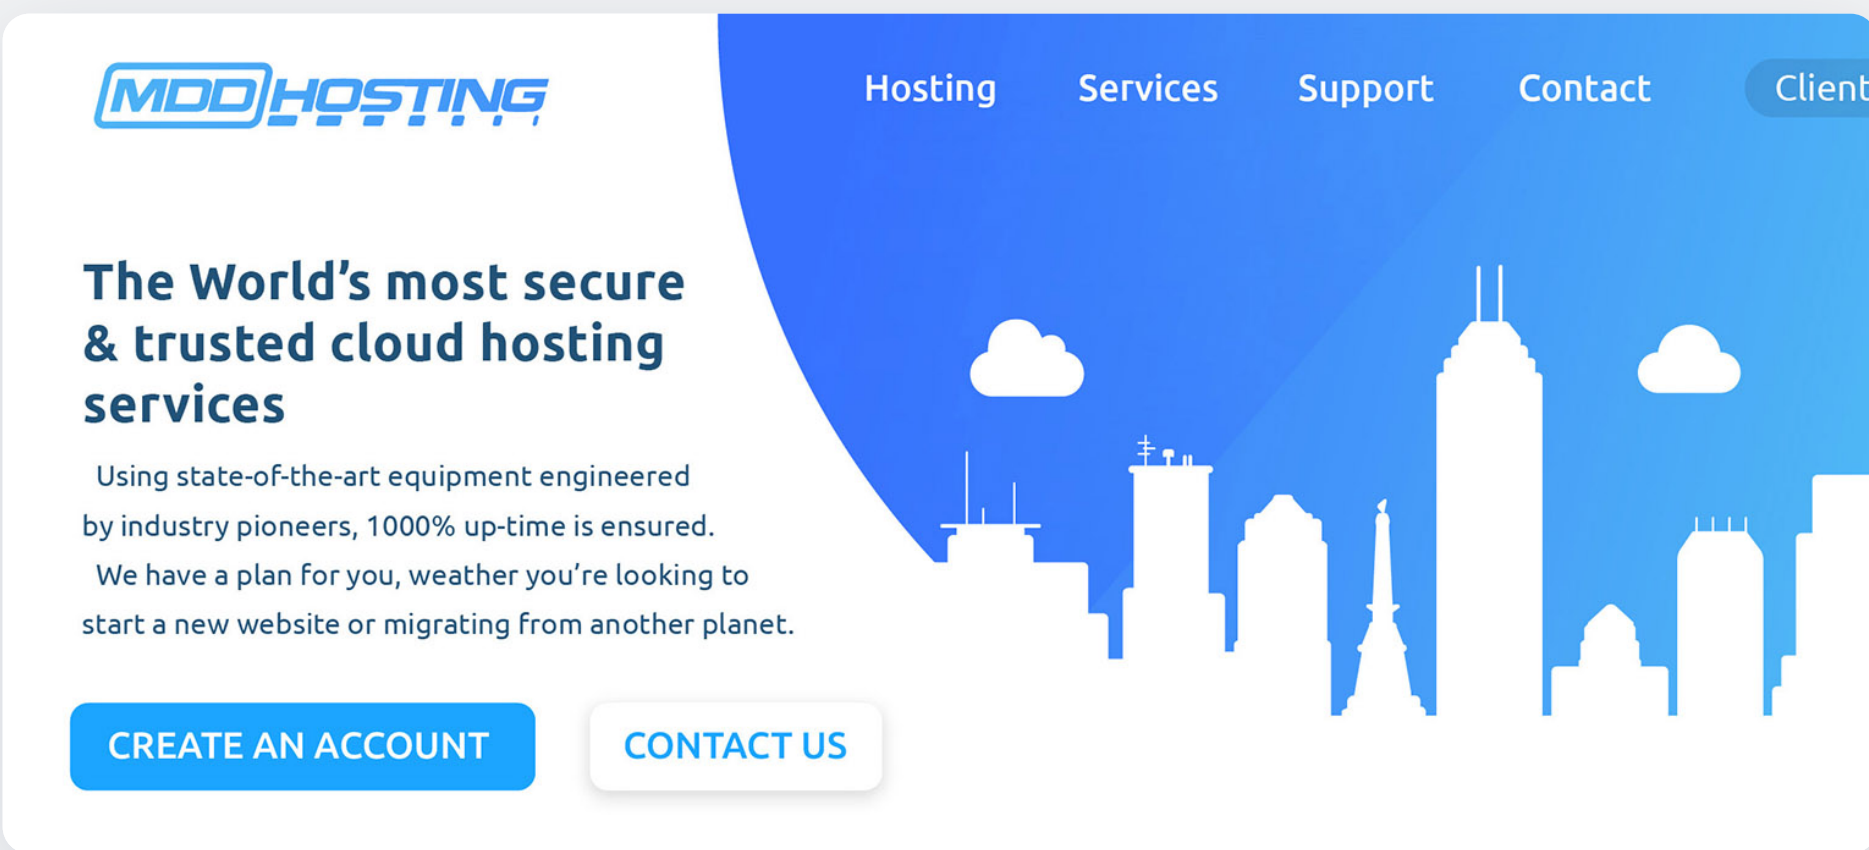 MDDHOSTING
Hosting Services Support Contact Client
The World’s most secure
& trusted cloud hosting
services
Using state-of-the-art equipment engineered
by industry pioneers, 1000% up-time is ensured.
We have a plan for you, weather you’re looking to
start a new website or migrating from another planet.
CREATE AN ACCOUNT CONTACT US